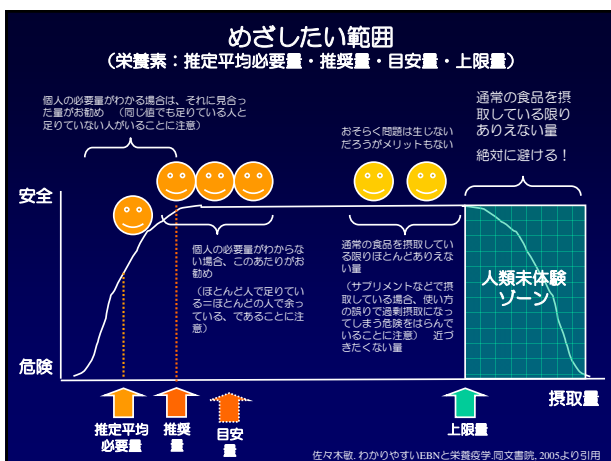 めざしたい範囲
（栄養素：推定平均必要量・推奨量・目安量・上限量）
個人の必要量がわかる場合は、それに見合っ
た量がお勧め　（同じ値でも足りている人と
足りていない人がいることに注意）
おそらく問題は生じない
だろうがメリットもない
通常の食品を摂
取している限り
ありえない量
絶対に避ける！
安全
個人の必要量がわからな
い場合、このあたりがお
勧め
（ほとんど人で足りてい
る＝ほとんどの人で余っ
ている、であることに注
意）
通常の食品を摂取してい
る限りほとんどありえな
い量
（サプリメントなどで摂
取している場合、使い方
の誤りで過剰摂取になっ
てしまう危険をはらんで
いることに注意）　近づ
きたくない量
人類未体験
ゾーン
危険
摂取量
推定平均
必要量
推奨
量
目安
量
上限量
佐々木敏. わかりやすいEBNと栄養疫学.同文書院, 2005より引用